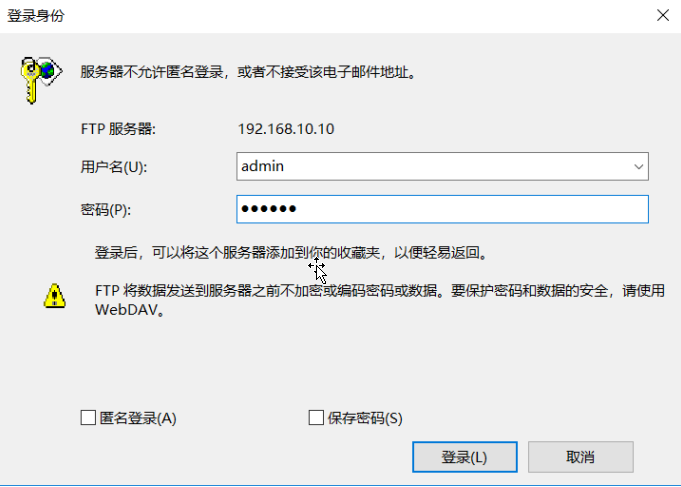 登录身份
服务器不允许匿名登录，或者不接受该电子邮件地址。
FTP 服务器: 192.168.10.10
用户名(U): admin
密码(P): ●●●●●●
登录后，可以将这个服务器添加到你的收藏夹，以便轻易返回。
FTP 将数据发送到服务器之前不加密或编码密码或数据。要保护密码和数据的安全，请使用
WebDAV。
匿名登录(A) 保存密码(S)
登录(L) 取消